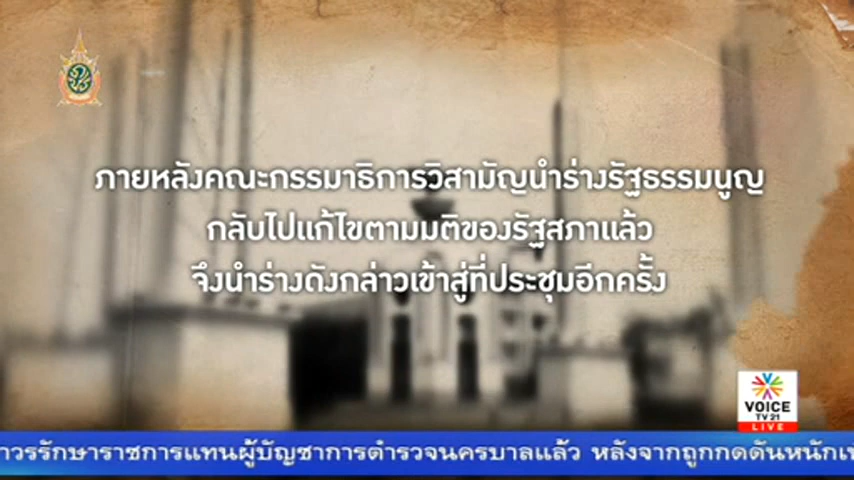 ภายหลังคณะกรรมาธิการวิสามัญนำร่างรัฐธรรมนูญ
กลับไปแก้ไขตามมติของรัฐสภาแล้ว
จึงนำร่างดังกล่าวเข้าสู่ที่ประชุมอีกครั้ง
VOICE
TV 21
LIVE
รักษาราชการแทนผู้บัญชาการตำรวจนครบาลแล้ว หลังจากถูกกดดันหนัก